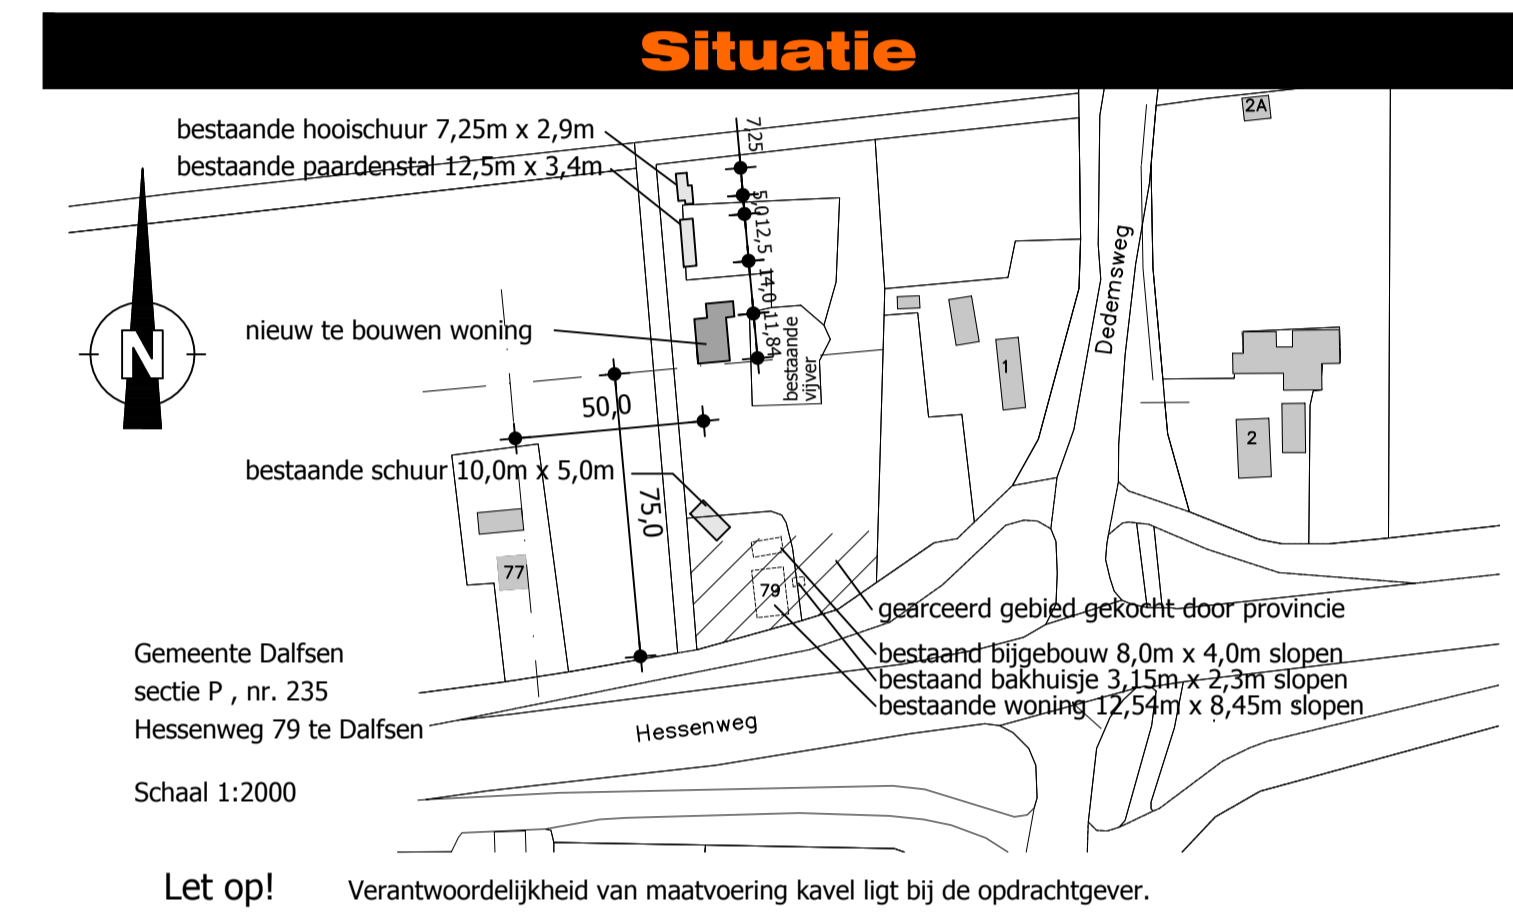 Situatie
bestaande hooischuur 7,25m x 2,9m
bestaande paardenstal 12,5m x 3,4m
7,25
5,0
12,5
14,0
11,84
2A
N
nieuw te bouwen woning
bestaande
vijver
1
Dedemsweg
2
50,0
bestaande schuur 10,0m x 5,0m
75,0
77
79
gearceerd gebied gekocht door provincie
bestaand bijgebouw 8,0m x 4,0m slopen
bestaand bakhuisje 3,15m x 2,3m slopen
bestaande woning 12,54m x 8,45m slopen
Gemeente Dalfsen
sectie P , nr. 235
Hessenweg 79 te Dalfsen
Hessenweg
Schaal 1:2000
Let op! Verantwoordelijkheid van maatvoering kavel ligt bij de opdrachtgever.